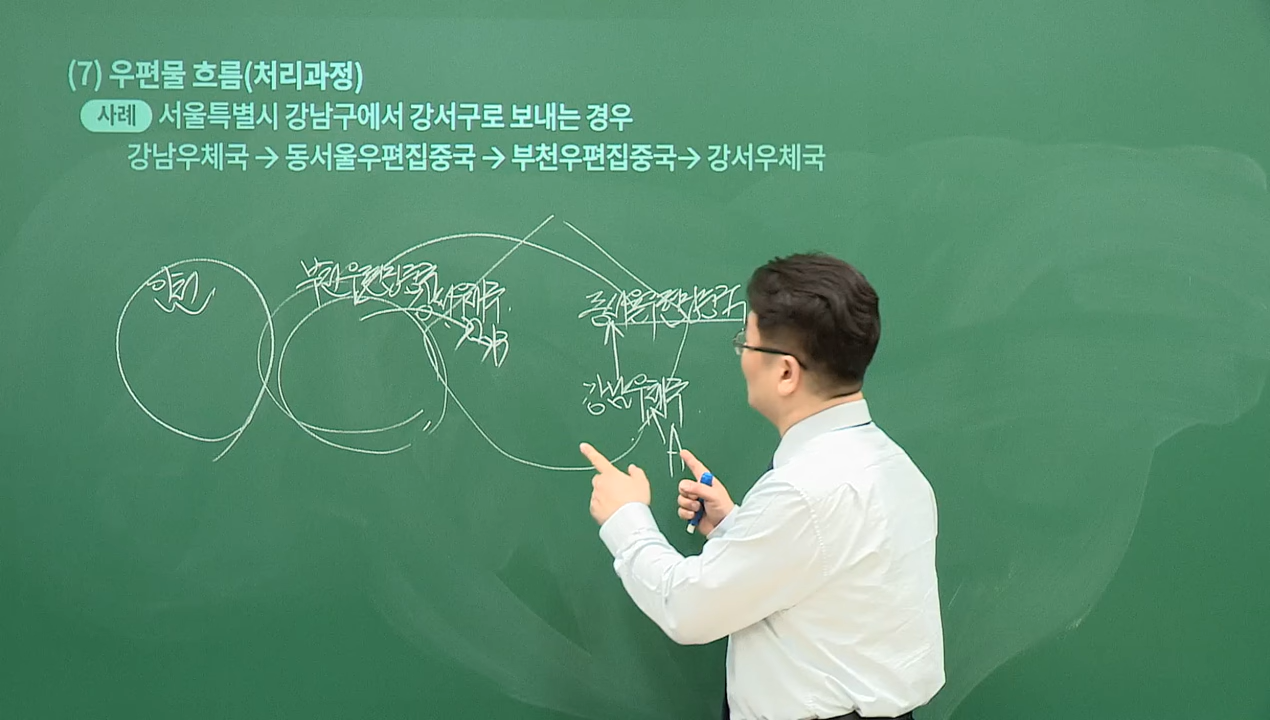 (7) 우편물 흐름(처리과정)
사례 서울특별시 강남구에서 강서구로 보내는 경우
강남우체국 → 동서울우편집중국 → 부천우편집중국→ 강서우체국
인천
부천우편집중국
강서우체국
B
동서울우편집중국
강남우체국
A